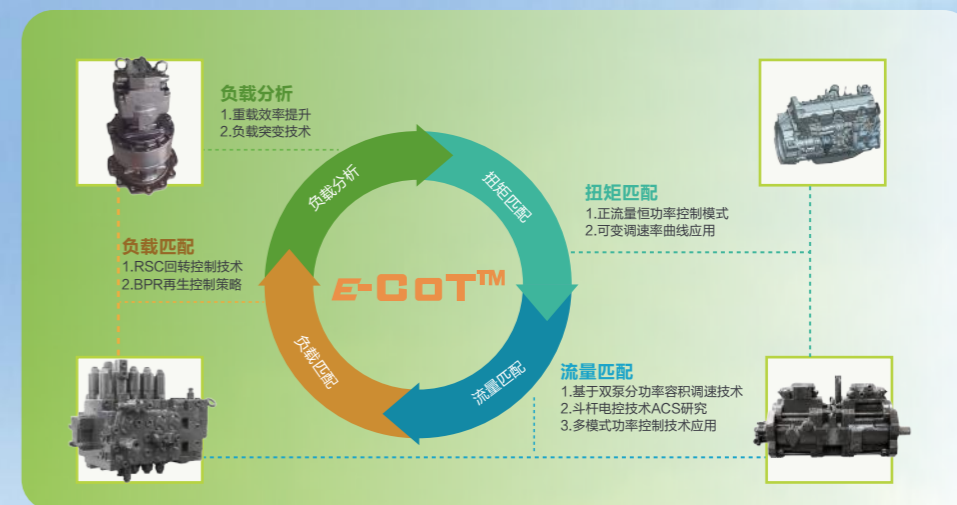 负载分析
1.重载效率提升
2.负载突变技术
扭矩匹配
1.正流量恒功率控制模式
2.可变调速率曲线应用
负载匹配
1.RSC回转控制技术
2.BPR再生控制策略
流量匹配
1.基于双泵分功率容积调速技术
2.斗杆电控技术ACS研究
3.多模式功率控制技术应用
负载分析
扭矩匹配
流量匹配
负载匹配
E-COT™